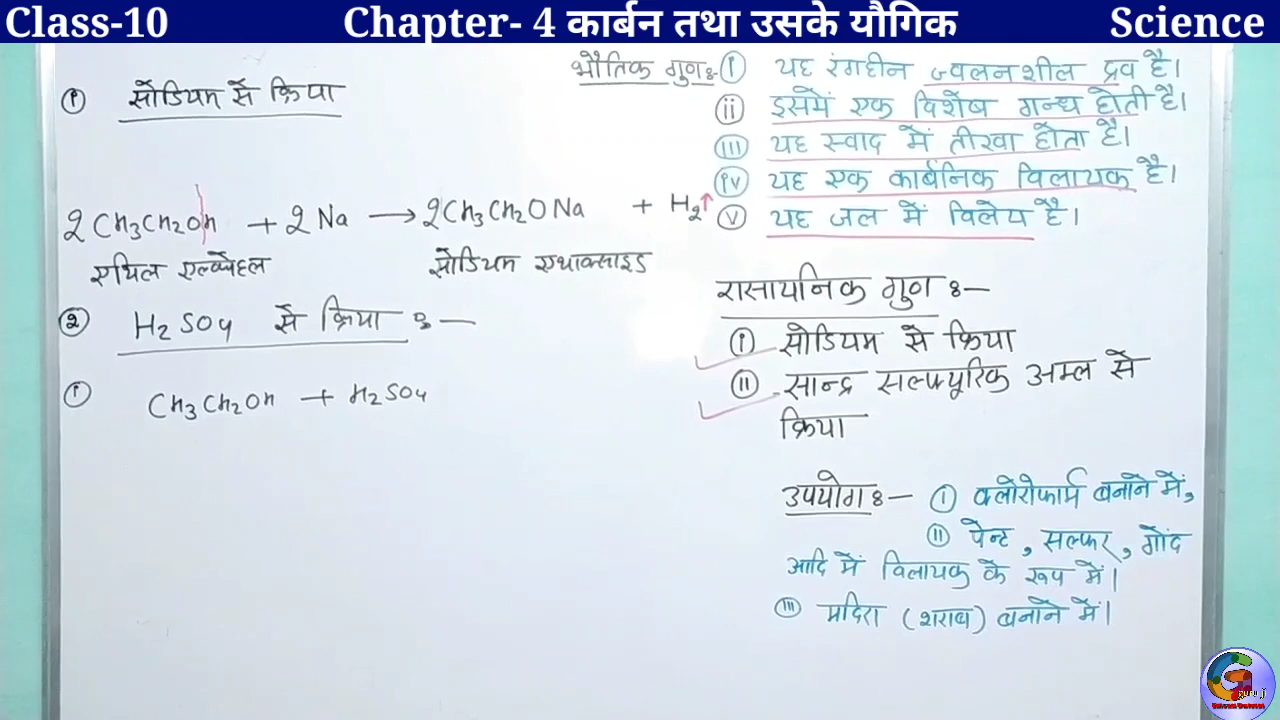 Class-10 Chapter- 4 कार्बन तथा उसके यौगिक Science
① सोडियम से क्रिया
2CH3CH2OH + 2Na → 2CH3CH2ONa + H2↑
एथिल एल्कोहल सोडियम एथाक्साइड
② H2SO4 से क्रिया :—
① CH3CH2OH + H2SO4
भौतिक गुण :- ⓘ यह रंगहीन ज्वलनशील द्रव है।
ⓘⓘ इसमें एक विशेष गन्ध होती है।
ⓘⓘⓘ यह स्वाद में तीखा होता है।
ⓘⓥ यह एक कार्बनिक विलायक है।
ⓥ यह जल में विलेय है।
रासायनिक गुण :—
ⓘ सोडियम से क्रिया
ⓘⓘ सान्द्र सल्फ्यूरिक अम्ल से
क्रिया
उपयोग :— ⓘ क्लोरोफार्म बनाने में,
ⓘⓘ पेन्ट, सल्फर, गोंद
आदि में विलायक के रूप में।
ⓘⓘⓘ मदिरा (शराब) बनाने में।
GURU Ji